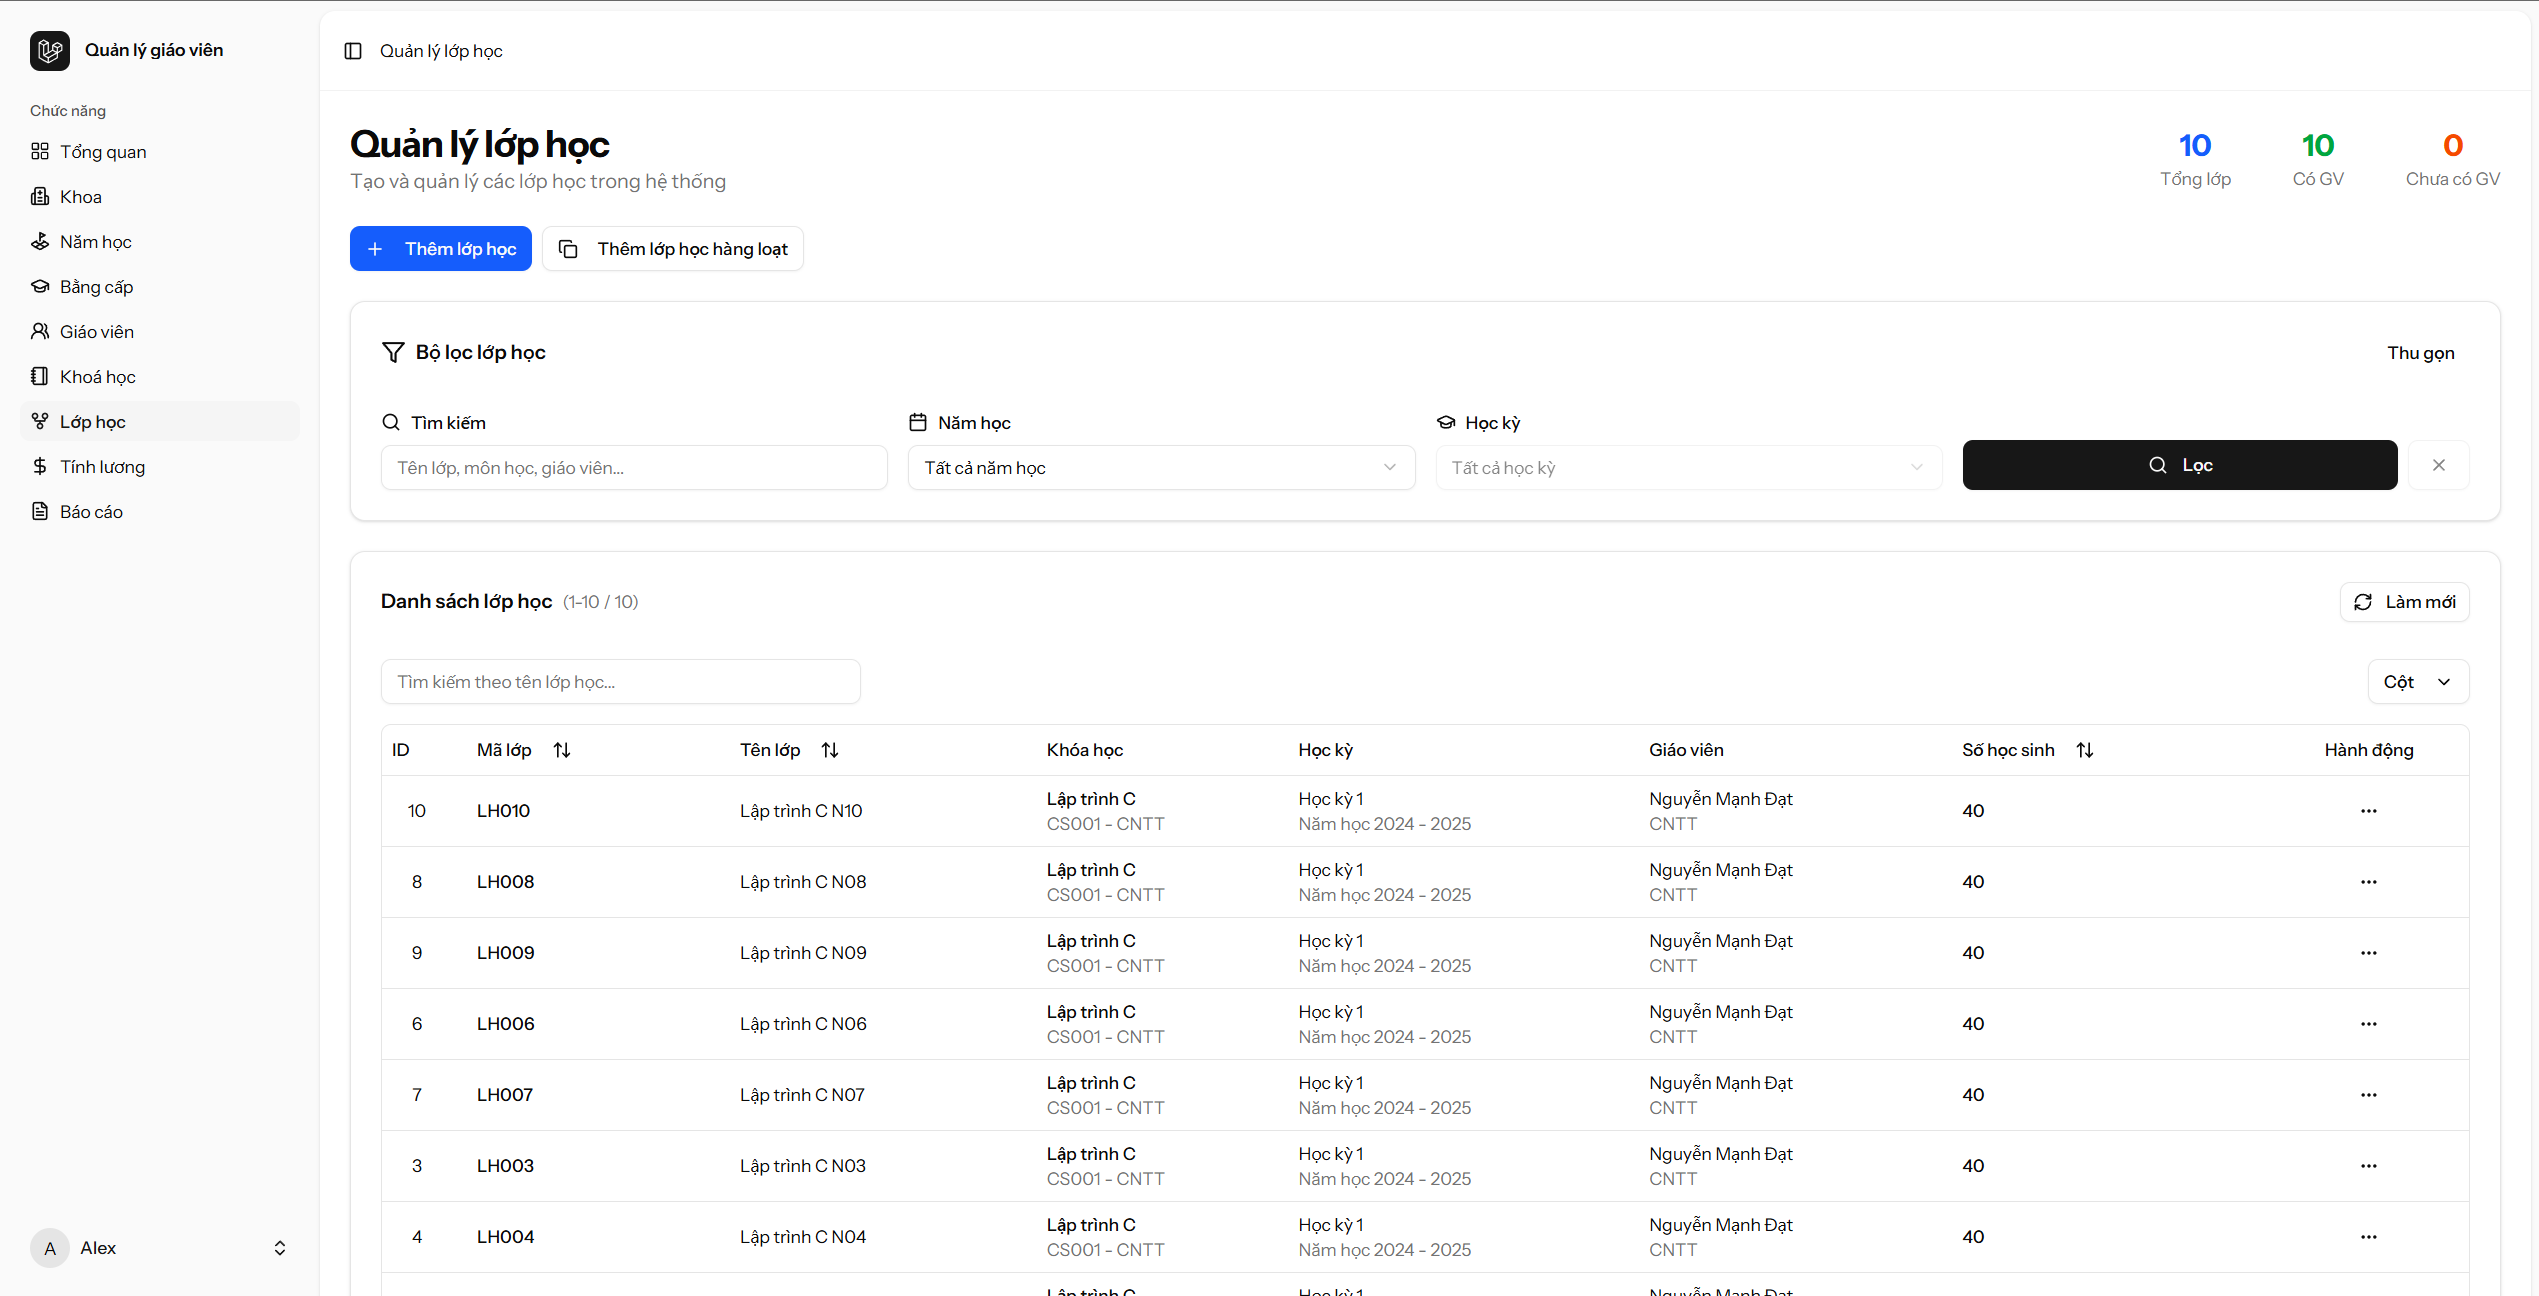 Quản lý giáo viên
Chức năng
Tổng quan
Khoa
Năm học
Bằng cấp
Giáo viên
Khoá học
Lớp học
Tính lương
Báo cáo
A Alex
Quản lý lớp học
Quản lý lớp học
Tạo và quản lý các lớp học trong hệ thống
10 10 0
Tổng lớp Có GV Chưa có GV
Thêm lớp học Thêm lớp học hàng loạt
Bộ lọc lớp học Thu gọn
Tìm kiếm Năm học Học kỳ
Tên lớp, môn học, giáo viên... Tất cả năm học Tất cả học kỳ Lọc
Danh sách lớp học (1-10 / 10) Làm mới
Tìm kiếm theo tên lớp học... Cột
ID Mã lớp Tên lớp Khóa học Học kỳ Giáo viên Số học sinh Hành động
10 LH010 Lập trình C N10 Lập trình C Học kỳ 1 Nguyễn Mạnh Đạt 40
CS001 - CNTT Năm học 2024 - 2025 CNTT
8 LH008 Lập trình C N08 Lập trình C Học kỳ 1 Nguyễn Mạnh Đạt 40
CS001 - CNTT Năm học 2024 - 2025 CNTT
9 LH009 Lập trình C N09 Lập trình C Học kỳ 1 Nguyễn Mạnh Đạt 40
CS001 - CNTT Năm học 2024 - 2025 CNTT
6 LH006 Lập trình C N06 Lập trình C Học kỳ 1 Nguyễn Mạnh Đạt 40
CS001 - CNTT Năm học 2024 - 2025 CNTT
7 LH007 Lập trình C N07 Lập trình C Học kỳ 1 Nguyễn Mạnh Đạt 40
CS001 - CNTT Năm học 2024 - 2025 CNTT
3 LH003 Lập trình C N03 Lập trình C Học kỳ 1 Nguyễn Mạnh Đạt 40
CS001 - CNTT Năm học 2024 - 2025 CNTT
4 LH004 Lập trình C N04 Lập trình C Học kỳ 1 Nguyễn Mạnh Đạt 40
CS001 - CNTT Năm học 2024 - 2025 CNTT